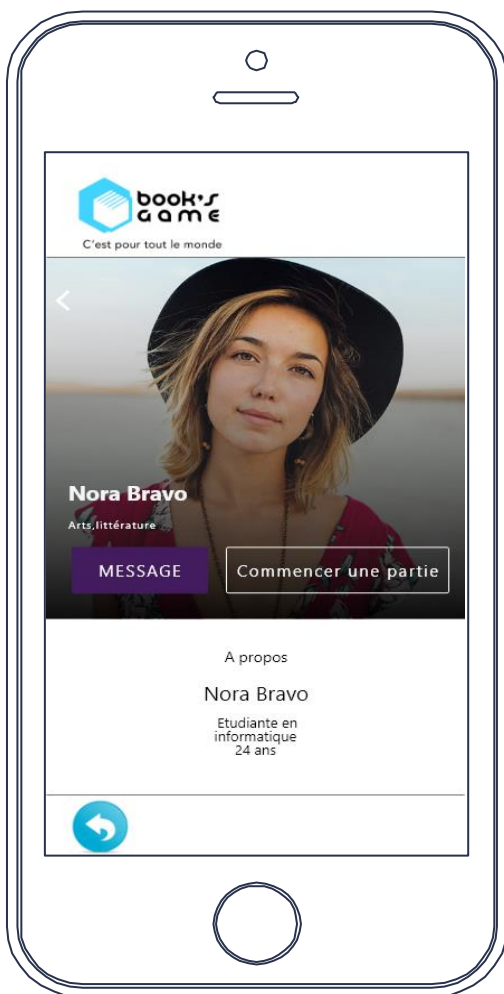 book's
GAME
C'est pour tout le monde
Nora Bravo
Arts,littérature
MESSAGE
Commencer une partie
A propos
Nora Bravo
Etudiante en
informatique
24 ans